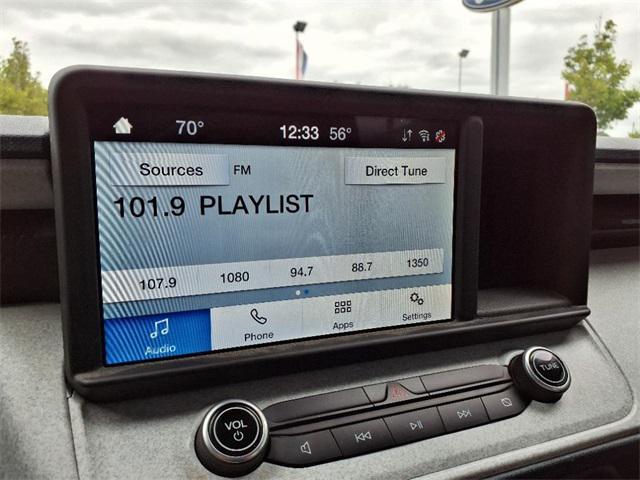 70° 12:33 56°
Sources FM Direct Tune
101.9 PLAYLIST
107.9 1080 94.7 88.7 1350
Audio Phone Apps Settings
VOL TUNE